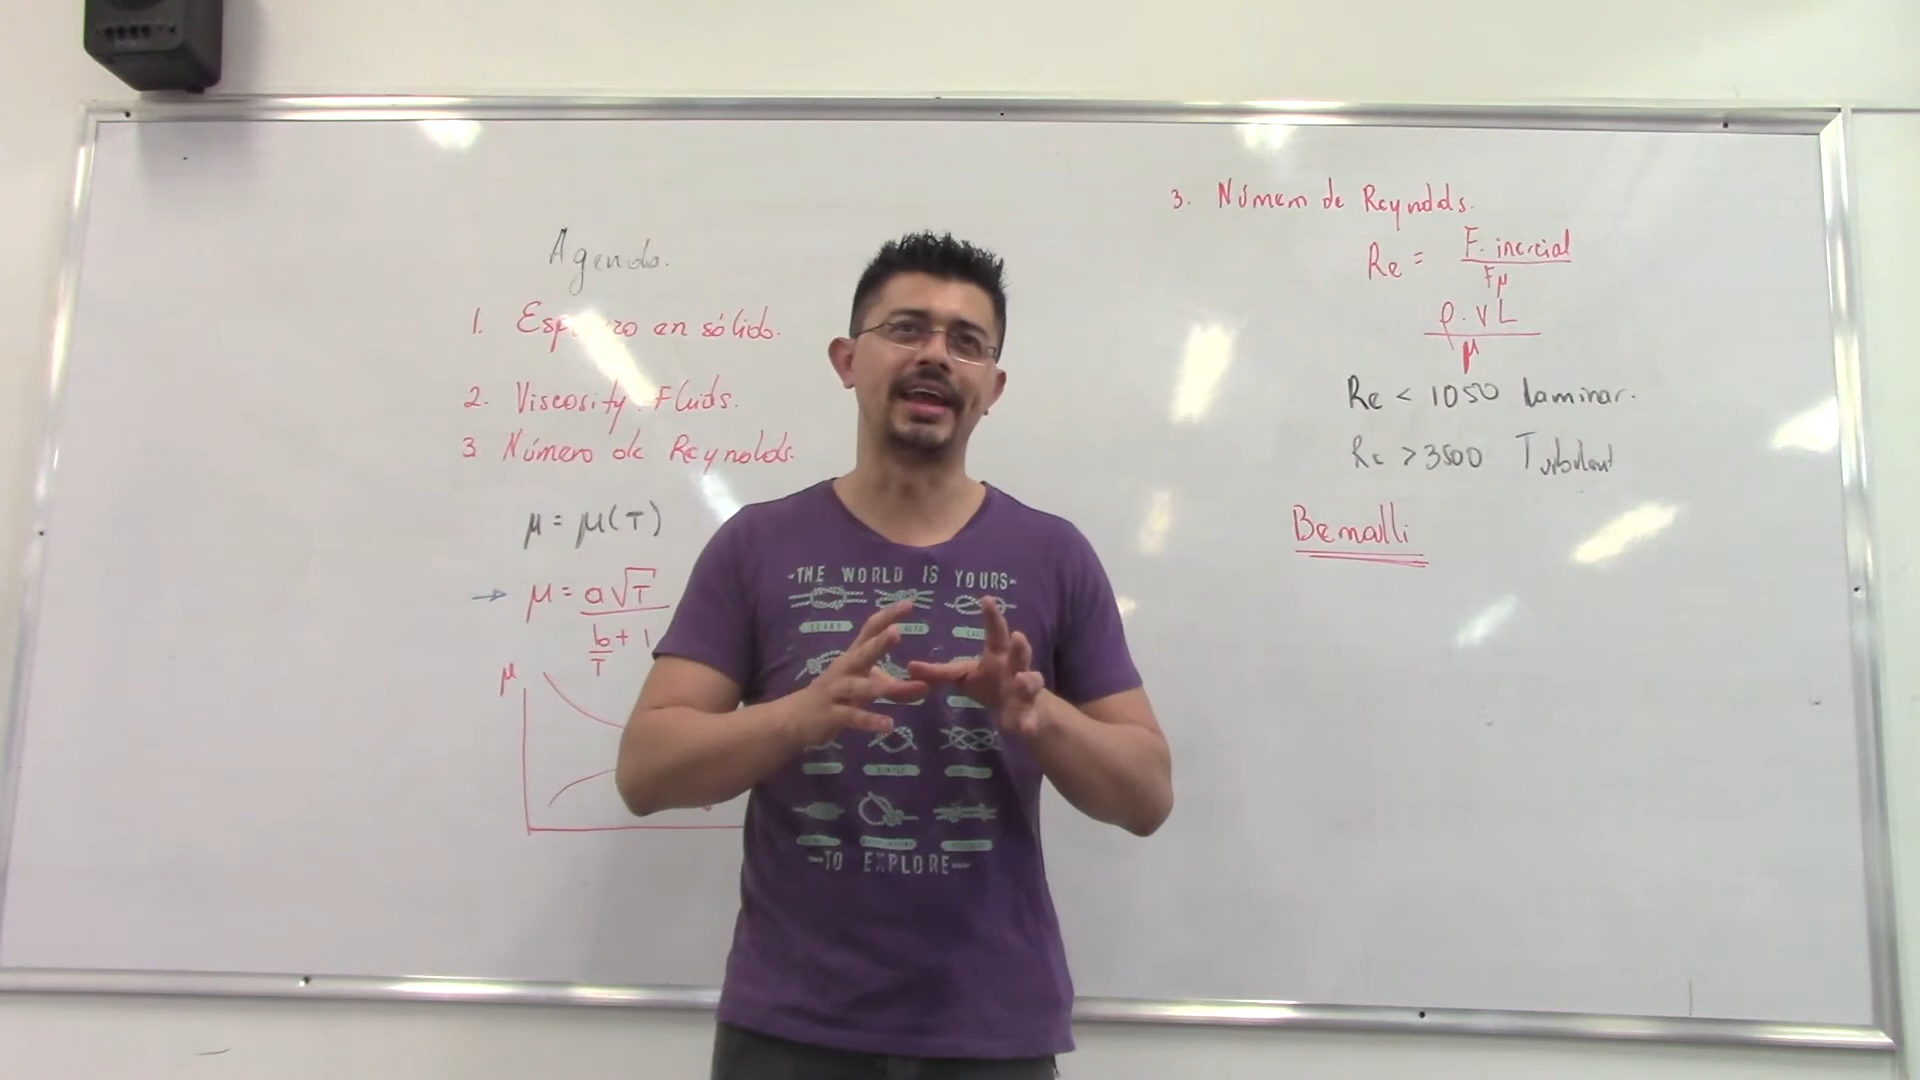 Agenda.
1. Esfuerzo en sólido.
2. Viscosity. Fluids.
3 Número de Reynolds.
μ = μ(T)
→ μ = a√T
b + 1
T
μ
3. Número de Reynolds.
Re = F. inercial
Fμ
ρ. v L
μ
Re < 1050 Laminar.
Re > 3500 Turbulent
Bernoulli
-THE WORLD IS YOURS-
SIMPLE
-TO EXPLORE-